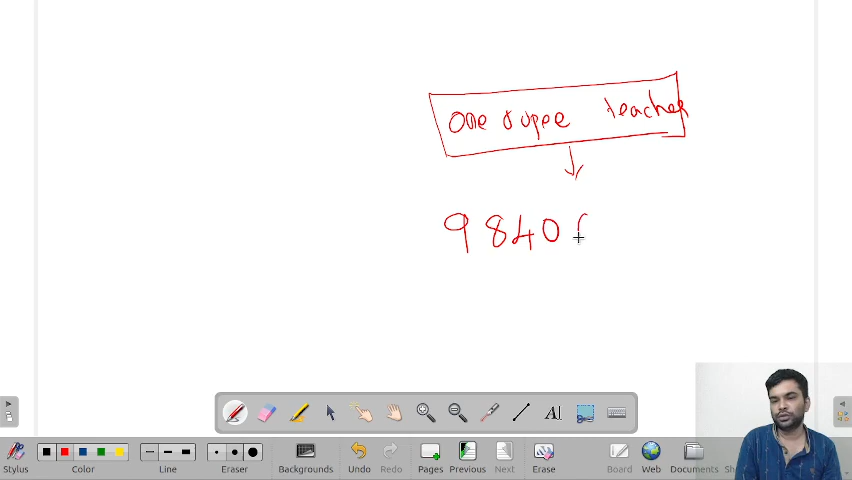 one rupee teacher
9840
Stylus Color Line Eraser Backgrounds Undo Redo Pages Previous Next Erase Board Web Documents